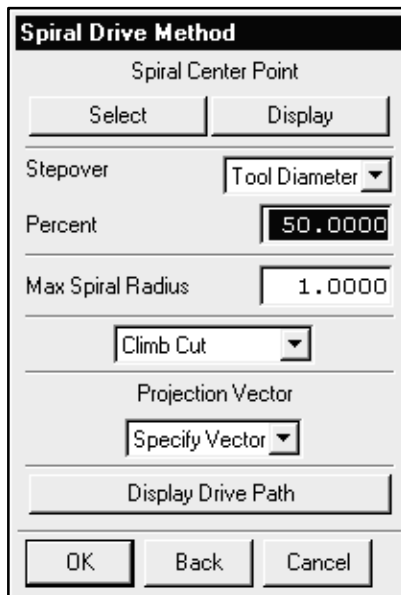 Spiral Drive Method
Spiral Center Point
Select Display
Stepover Tool Diameter
Percent 50.0000
Max Spiral Radius 1.0000
Climb Cut
Projection Vector
Specify Vector
Display Drive Path
OK Back Cancel